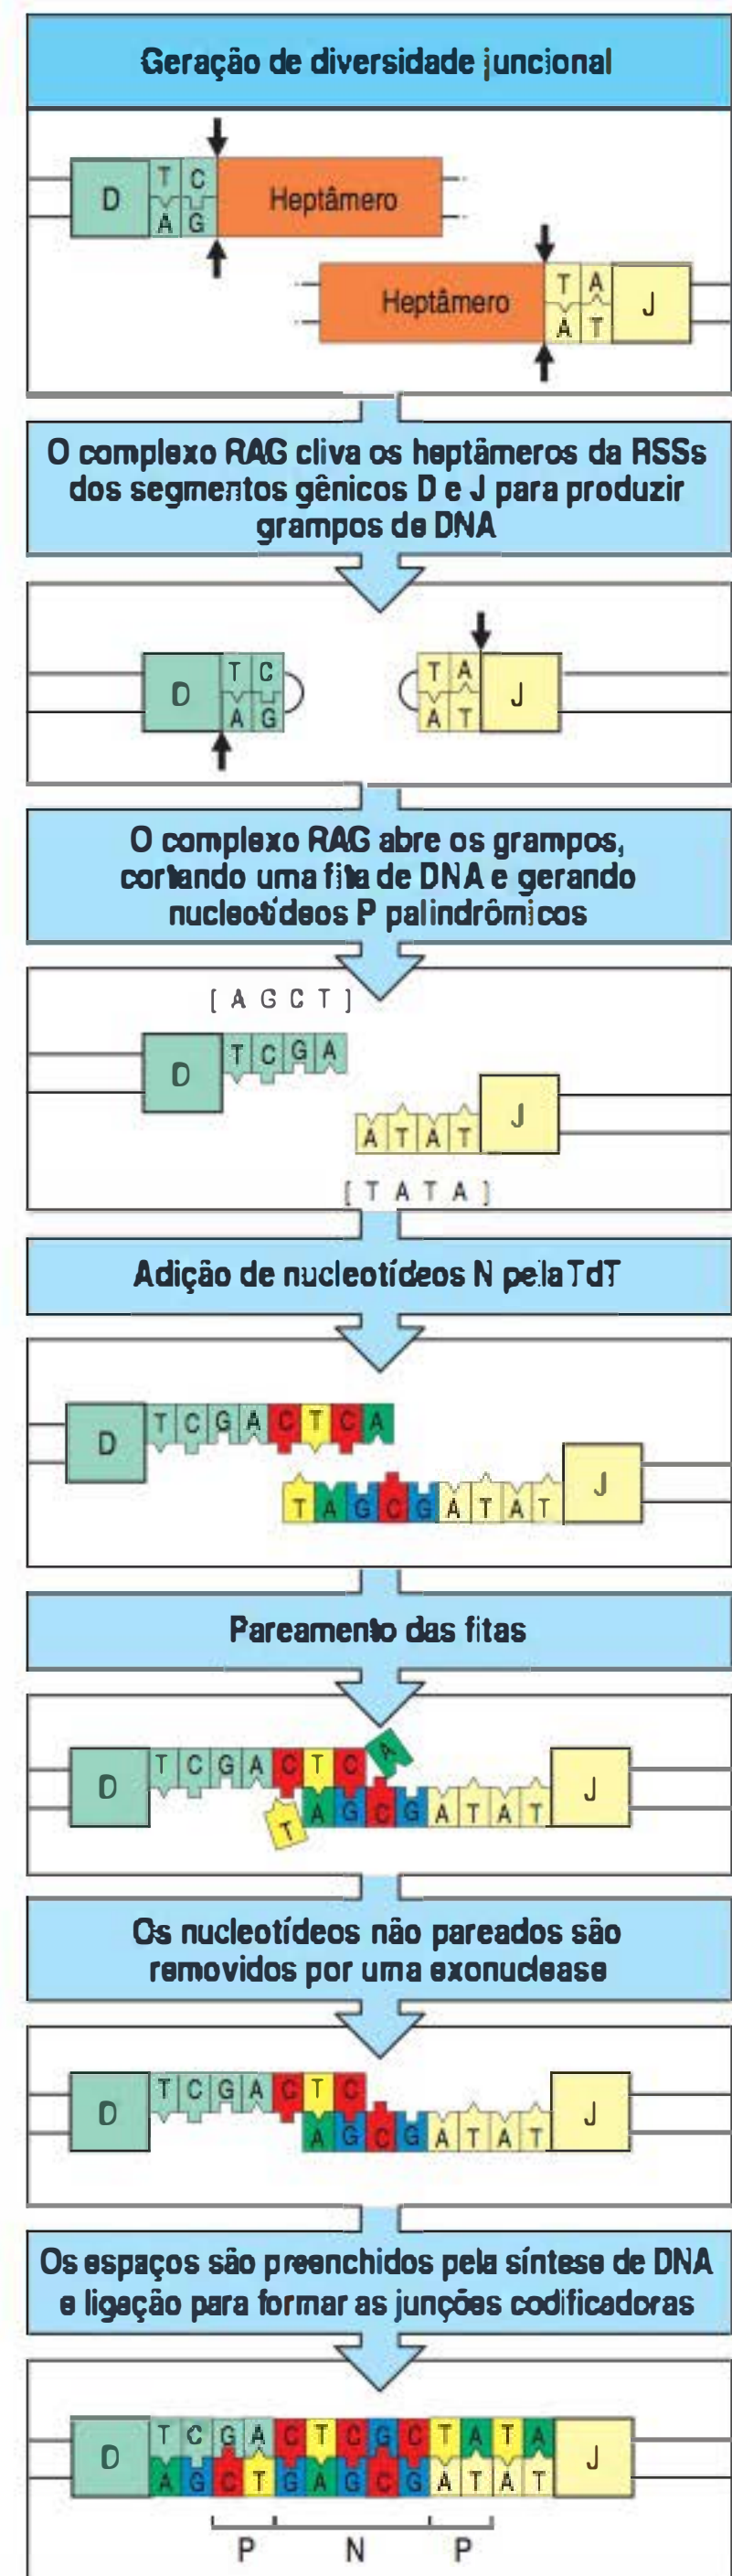 Geração de diversidade juncional
D T C Heptâmero
A G
Heptâmero T A J
A T
O complexo RAG cliva os heptâmeros da RSSs
dos segmentos gênicos D e J para produzir
grampos de DNA
D T C T A J
A G A T
O complexo RAG abre os grampos,
cortando uma fita de DNA e gerando
nucleotídeos P palindrômicos
[ A G C T ]
D T C G A
A T A T J
[ T A T A ]
Adição de nucleotídeos N pela TdT
D T C G A C T C A
T A G C G A T A T J
Pareamento das fitas
D T C G A C T C A J
T A G C G A T A T
Os nucleotídeos não pareados são
removidos por uma exonuclease
D T C G A C T C J
A G C G A T A T
Os espaços são preenchidos pela síntese de DNA
e ligação para formar as junções codificadoras
D T C G A C T C G C T A T A J
A G C T G A G C G A T A T
P N P